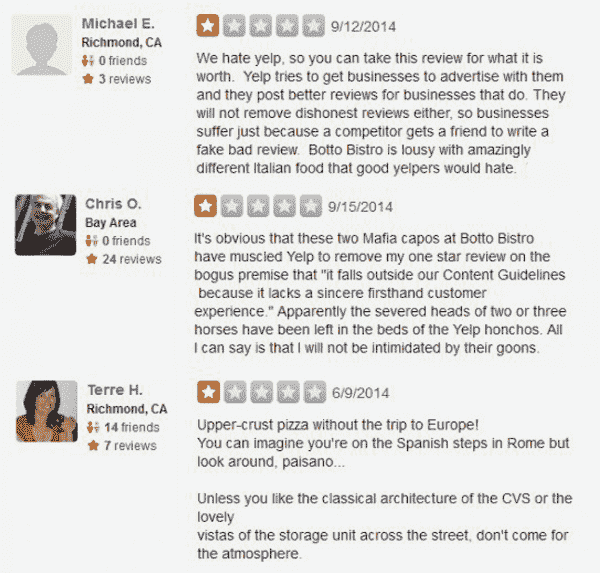 Michael E.
Richmond, CA
0 friends
3 reviews
9/12/2014
We hate yelp, so you can take this review for what it is
worth. Yelp tries to get businesses to advertise with them
and they post better reviews for businesses that do. They
will not remove dishonest reviews either, so businesses
suffer just because a competitor gets a friend to write a
fake bad review. Botto Bistro is lousy with amazingly
different Italian food that good yelpers would hate.
Chris O.
Bay Area
0 friends
24 reviews
9/15/2014
It's obvious that these two Mafia capos at Botto Bistro
have muscled Yelp to remove my one star review on the
bogus premise that "it falls outside our Content Guidelines
because it lacks a sincere firsthand customer
experience." Apparently the severed heads of two or three
horses have been left in the beds of the Yelp honchos. All
I can say is that I will not be intimidated by their goons.
Terre H.
Richmond, CA
14 friends
7 reviews
6/9/2014
Upper-crust pizza without the trip to Europe!
You can imagine you're on the Spanish steps in Rome but
look around, paisano...
Unless you like the classical architecture of the CVS or the
lovely
vistas of the storage unit across the street, don't come for
the atmosphere.